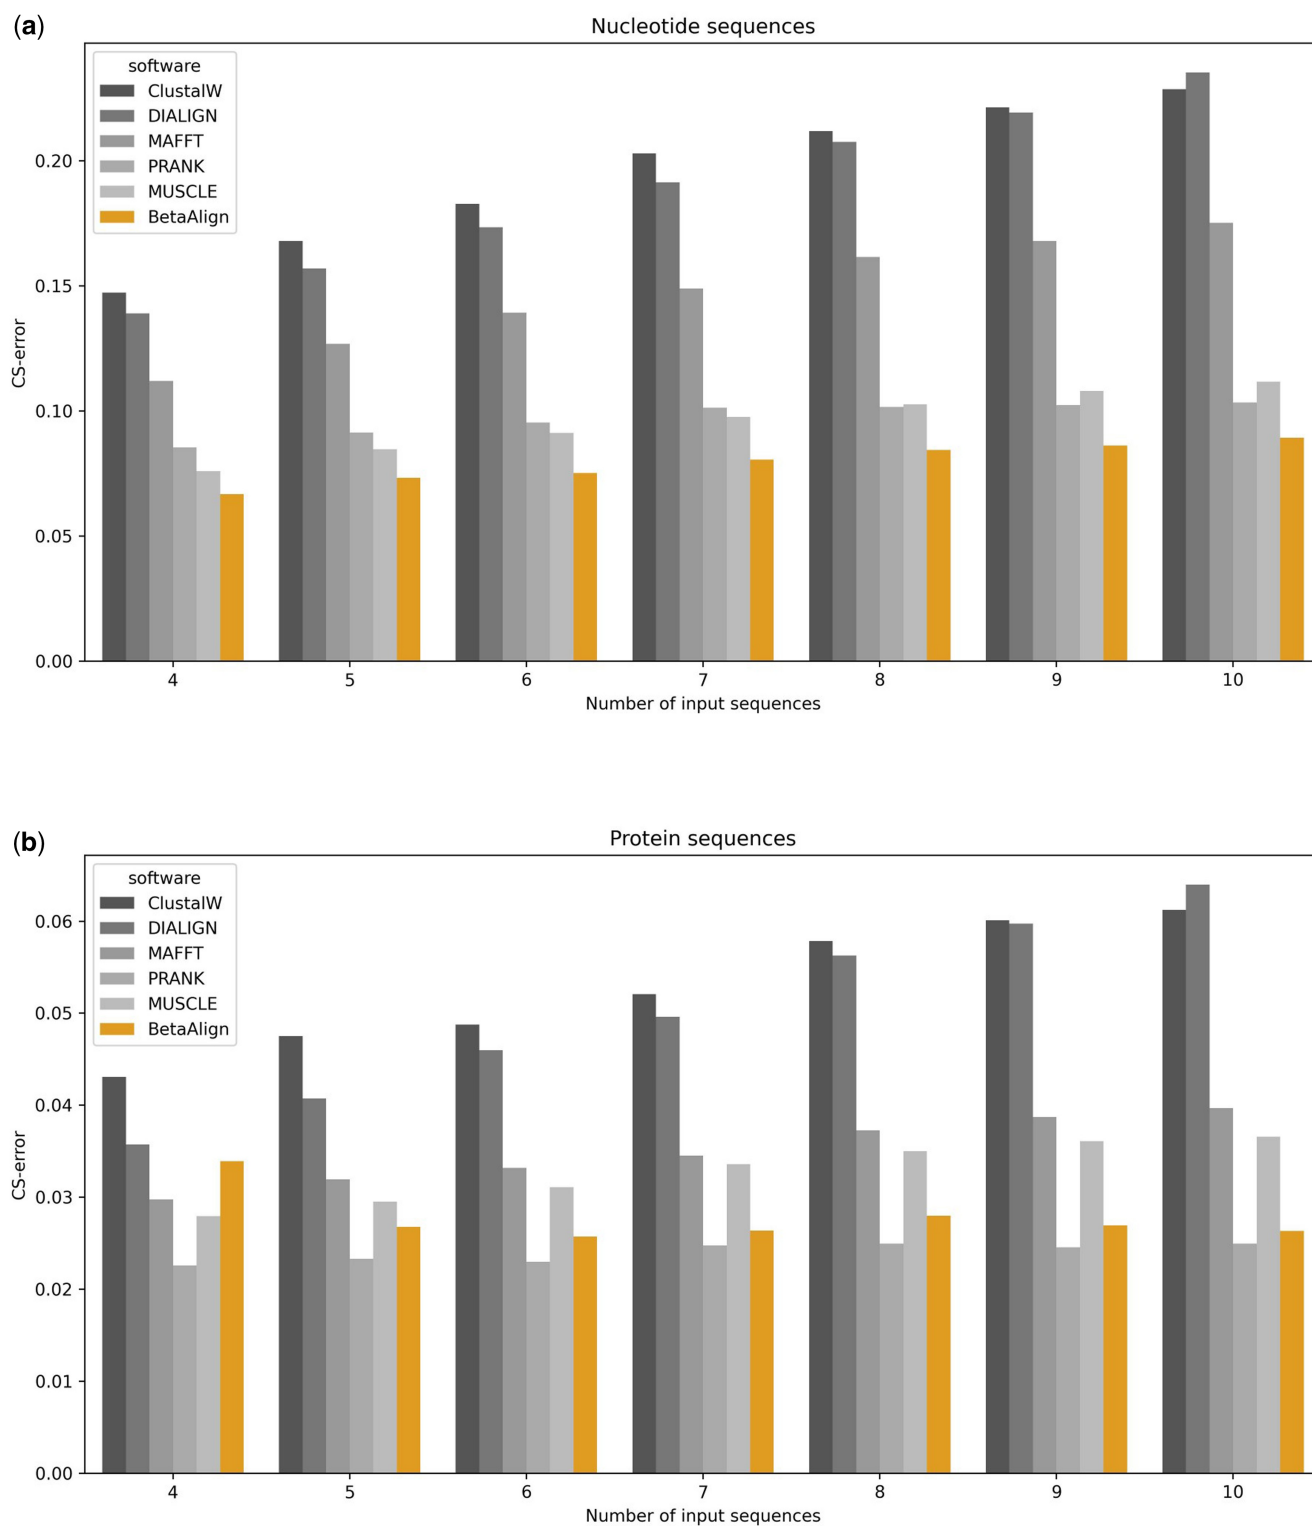 (a)
Nucleotide sequences
software
ClustalW
DIALIGN
MAFFT
PRANK
MUSCLE
BetaAlign
CS-error
0.20
0.15
0.10
0.05
0.00
4 5 6 7 8 9 10
Number of input sequences
(b)
Protein sequences
software
ClustalW
DIALIGN
MAFFT
PRANK
MUSCLE
BetaAlign
CS-error
0.06
0.05
0.04
0.03
0.02
0.01
0.00
4 5 6 7 8 9 10
Number of input sequences